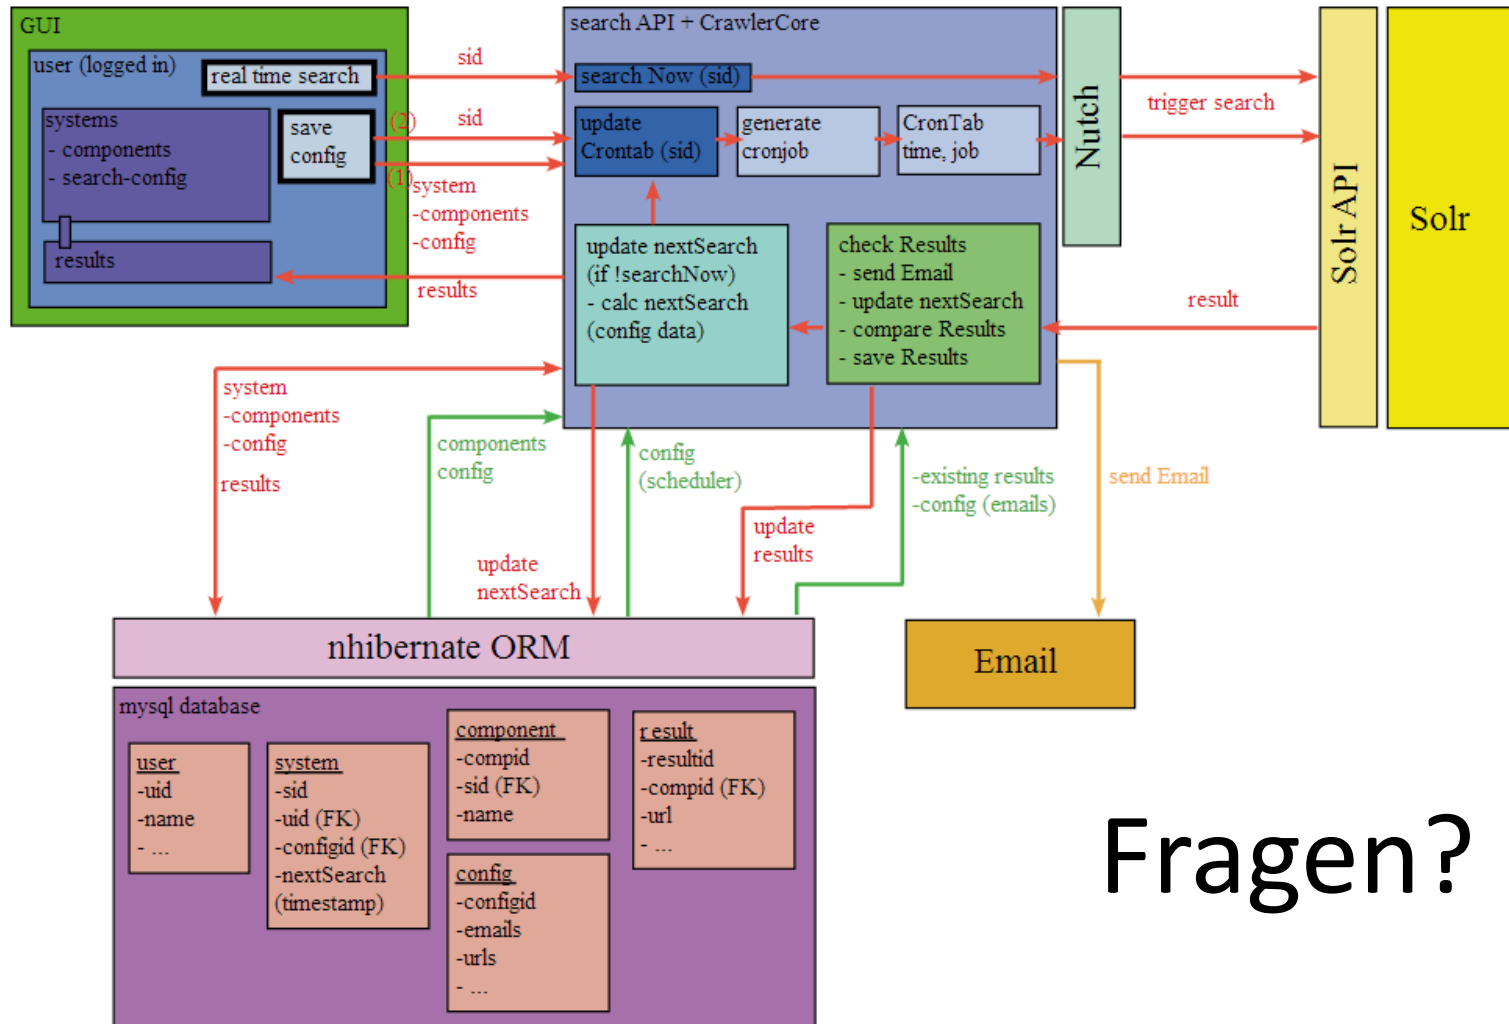 GUI
user (logged in)
real time search
systems
- components
- search-config
save
config
results
sid
(2)
sid
(1)
system
-components
-config
results
search API + CrawlerCore
search Now (sid)
update
Crontab (sid)
generate
cronjob
CronTab
time, job
update nextSearch
(if !searchNow)
- calc nextSearch
(config data)
check Results
- send Email
- update nextSearch
- compare Results
- save Results
Nutch
trigger search
result
Solr API
Solr
system
-components
-config
results
components
config
config
(scheduler)
update
nextSearch
update
results
-existing results
-config (emails)
send Email
nhibernate ORM
Email
mysql database
user
-uid
-name
- ...
system
-sid
-uid (FK)
-configid (FK)
-nextSearch
(timestamp)
component
-compid
-sid (FK)
-name
config
-configid
-emails
-urls
- ...
result
-resultid
-compid (FK)
-url
- ...
Fragen?